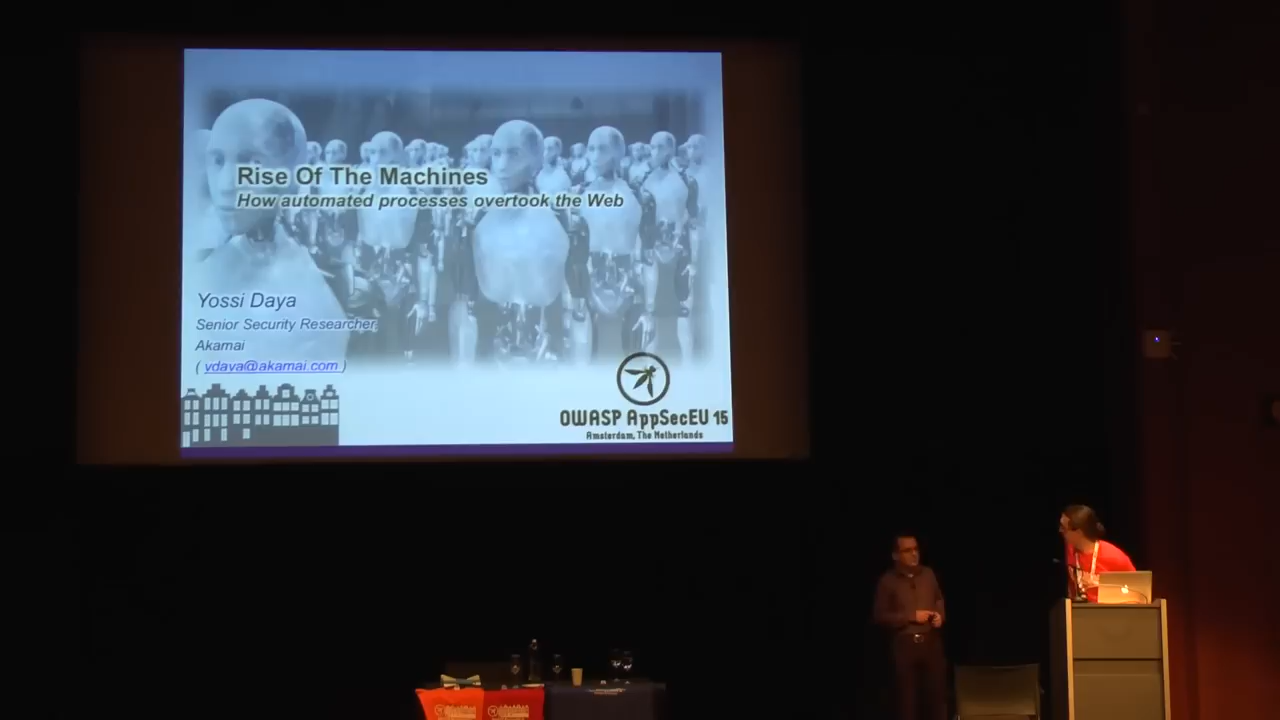 Rise Of The Machines
How automated processes overtook the Web
Yossi Daya
Senior Security Researcher
Akamai
( ydaya@akamai.com )
OWASP AppSecEU 15
Amsterdam, The Netherlands